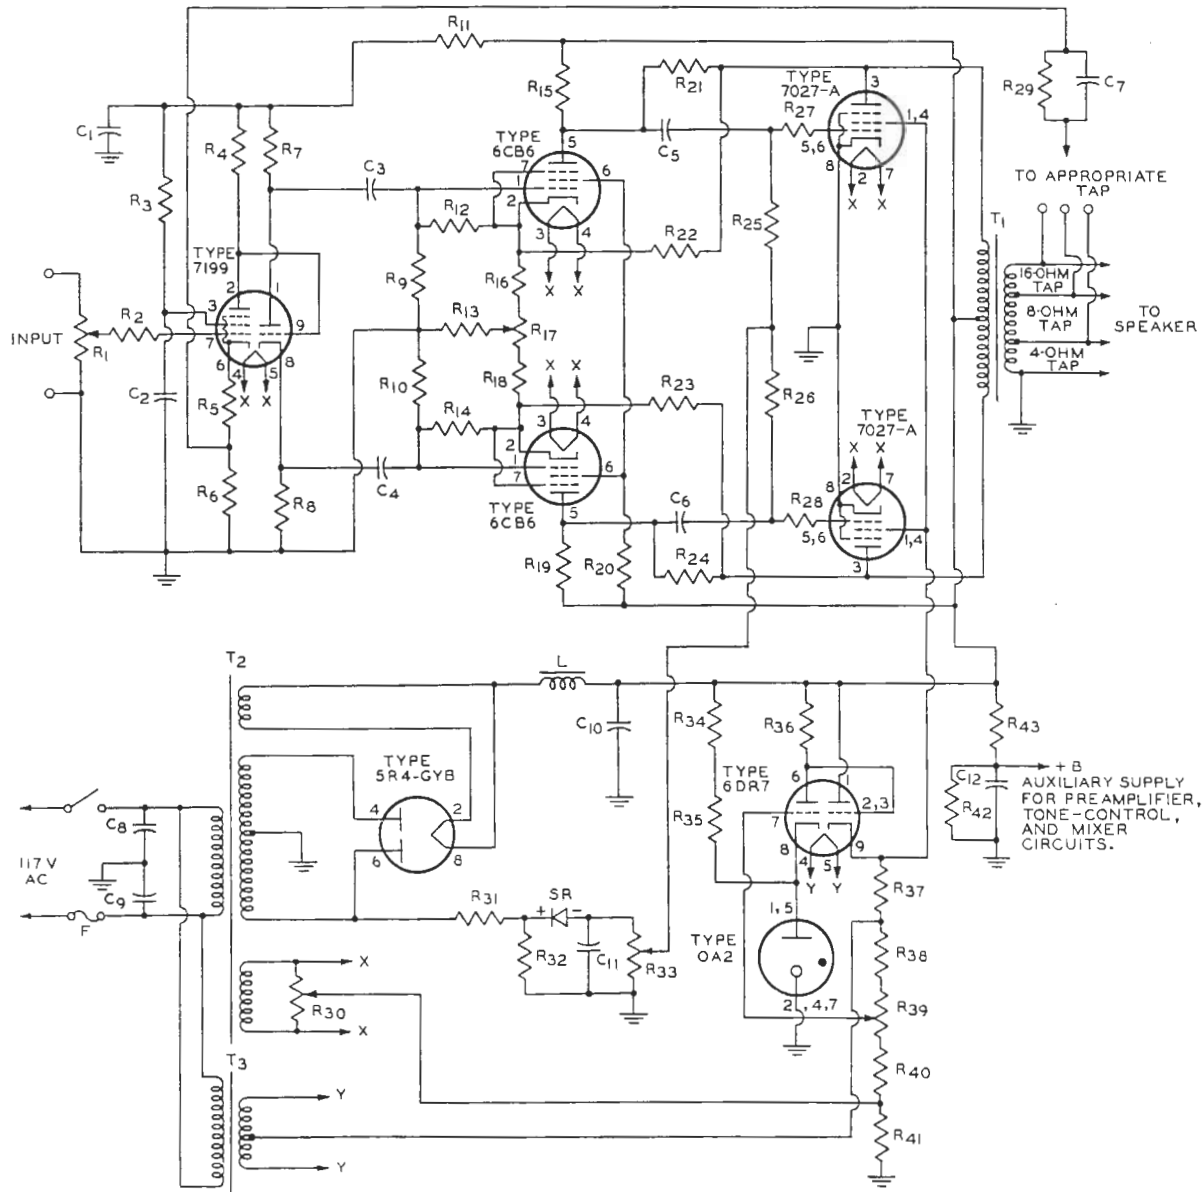 R11
R29
C7
R15
R21
TYPE
7027-A
3
R27
1,4
C1
R4
R7
TYPE
6CB6
5
C5
5,6
8
2
7
X X
TO APPROPRIATE
TAP
C3
7
1
2
6
R3
R12
3
4
R25
T1
TYPE
7199
R22
R9
R16
X X
16-OHM
TAP
8-OHM
TAP
4-OHM
TAP
TO
SPEAKER
INPUT
R1
R2
2
1
3
7
9
6
4
5
8
X X
R13
R17
R10
R18
X X
R23
R26
C2
R5
R14
3
4
TYPE
7027-A
X X
2
1
7
6
8
2
7
C4
R6
R8
TYPE
6CB6
5
C6
R28
5,6
1,4
R19
R20
R24
3
T2
L
C10
R34
R36
R43
TYPE
5R4-GYB
TYPE
6DR7
6
1
+B
AUXILIARY SUPPLY
FOR PREAMPLIFIER,
TONE-CONTROL,
AND MIXER
CIRCUITS.
C12
R42
4
2
6
8
7
2,3
R35
8
4
5
9
Y Y
C8
117 V
AC
C9
F
R31
SR
+ -
R32
C11
R33
1,5
TYPE
OA2
2,4,7
R37
R38
R39
X
R30
X
R40
T3
Y
Y
R41